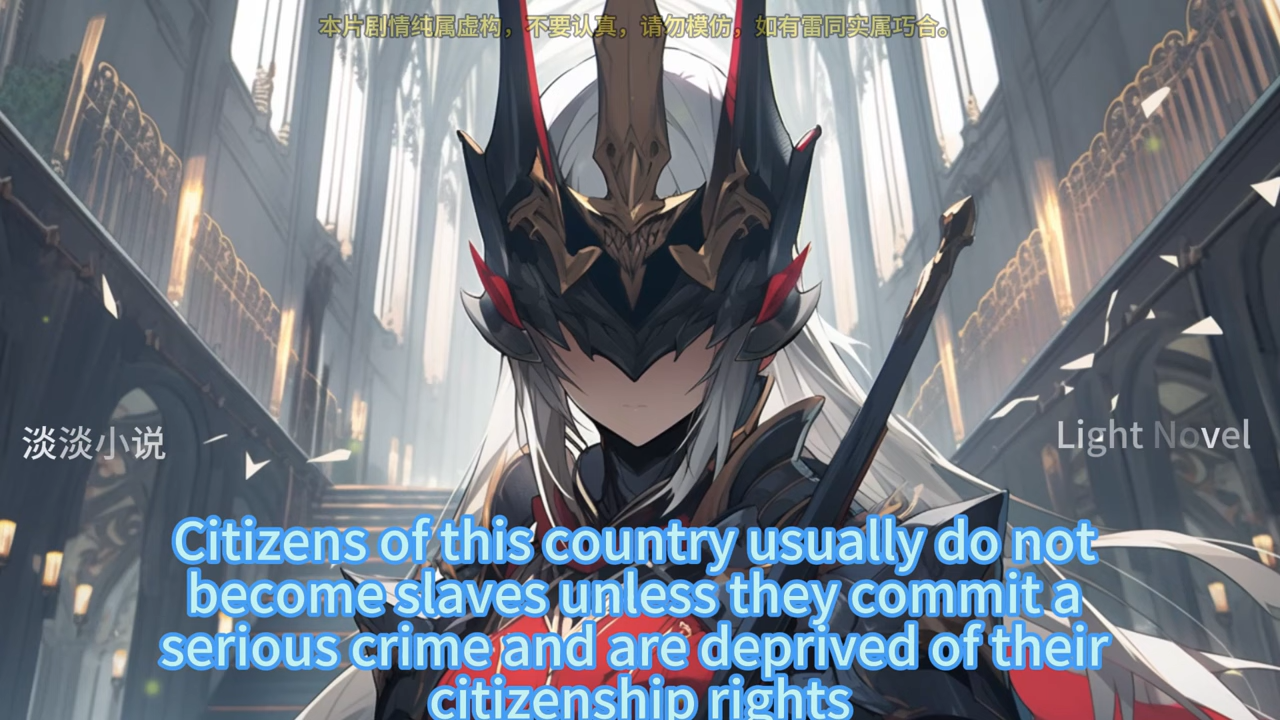 本片剧情纯属虚构，不要认真，请勿模仿，如有雷同实属巧合。
淡淡小说
Light Novel
Citizens of this country usually do not
become slaves unless they commit a
serious crime and are deprived of their
citizenship rights